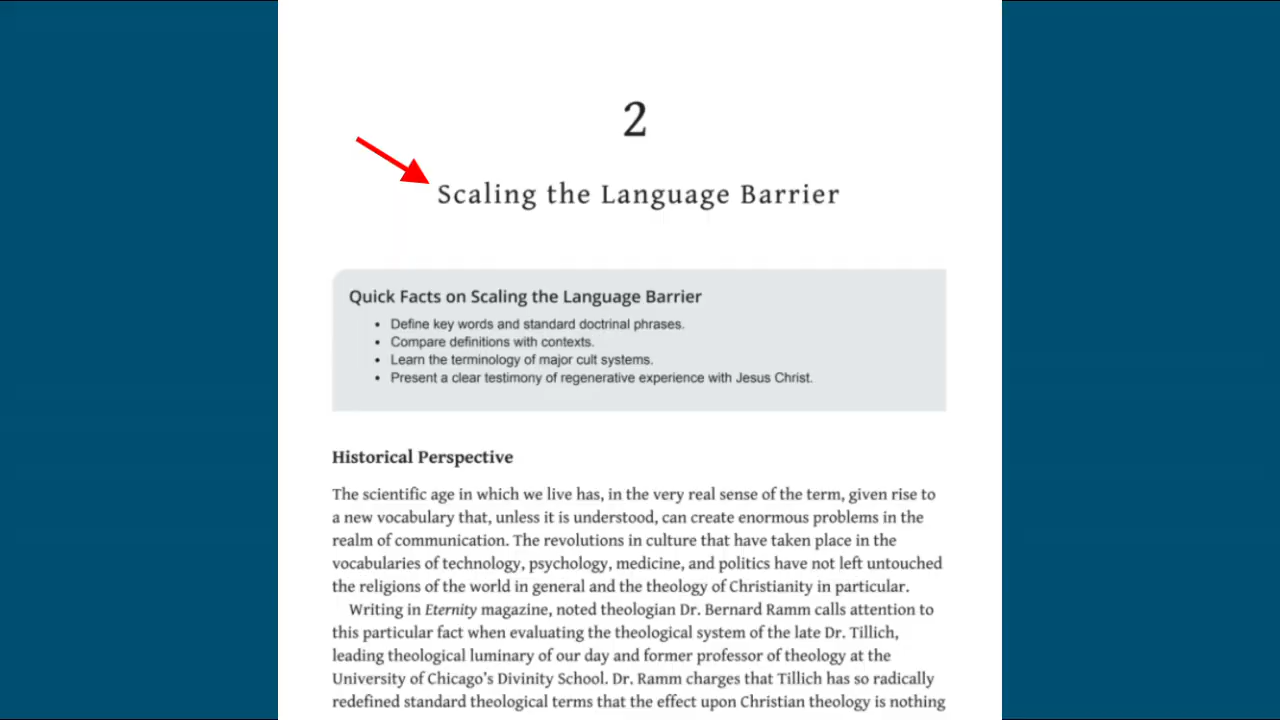 2
Scaling the Language Barrier
Quick Facts on Scaling the Language Barrier
• Define key words and standard doctrinal phrases.
• Compare definitions with contexts.
• Learn the terminology of major cult systems.
• Present a clear testimony of regenerative experience with Jesus Christ.
Historical Perspective
The scientific age in which we live has, in the very real sense of the term, given rise to
a new vocabulary that, unless it is understood, can create enormous problems in the
realm of communication. The revolutions in culture that have taken place in the
vocabularies of technology, psychology, medicine, and politics have not left untouched
the religions of the world in general and the theology of Christianity in particular.
Writing in Eternity magazine, noted theologian Dr. Bernard Ramm calls attention to
this particular fact when evaluating the theological system of the late Dr. Tillich,
leading theological luminary of our day and former professor of theology at the
University of Chicago's Divinity School. Dr. Ramm charges that Tillich has so radically
redefined standard theological terms that the effect upon Christian theology is nothing